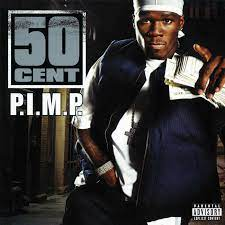 50
CENT
P.I.M.P.
PARENTAL
ADVISORY
EXPLICIT CONTENT